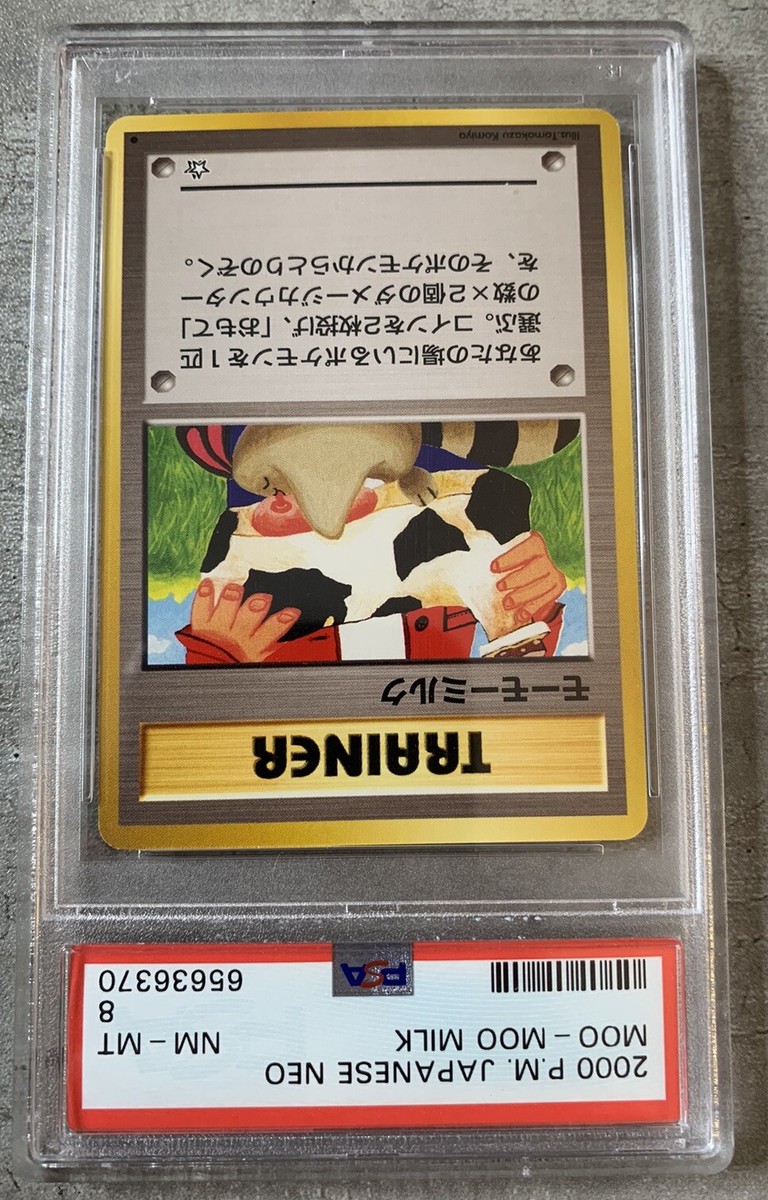 2000 P.M. JAPANESE NEO
MOO – MOO MILK
NM – MT
8
PSA
65636370
TRAINER
モーモーミルク
あなたの場にいるポケモンを1匹
選ぶ。コインを2枚投げ、「おもて」
の数×2個のダメージカウンター
を、そのポケモンからとりのぞく。
Illus.Tomokazu Komiya